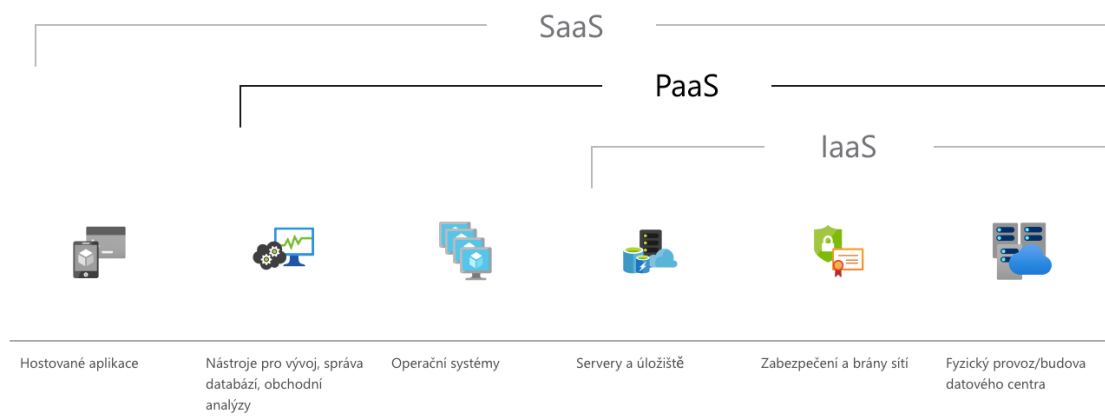 SaaS
PaaS
IaaS
Hostované aplikace
Nástroje pro vývoj, správa
databází, obchodní
analýzy
Operační systémy
Servery a úložiště
Zabezpečení a brány sítí
Fyzický provoz/budova
datového centra